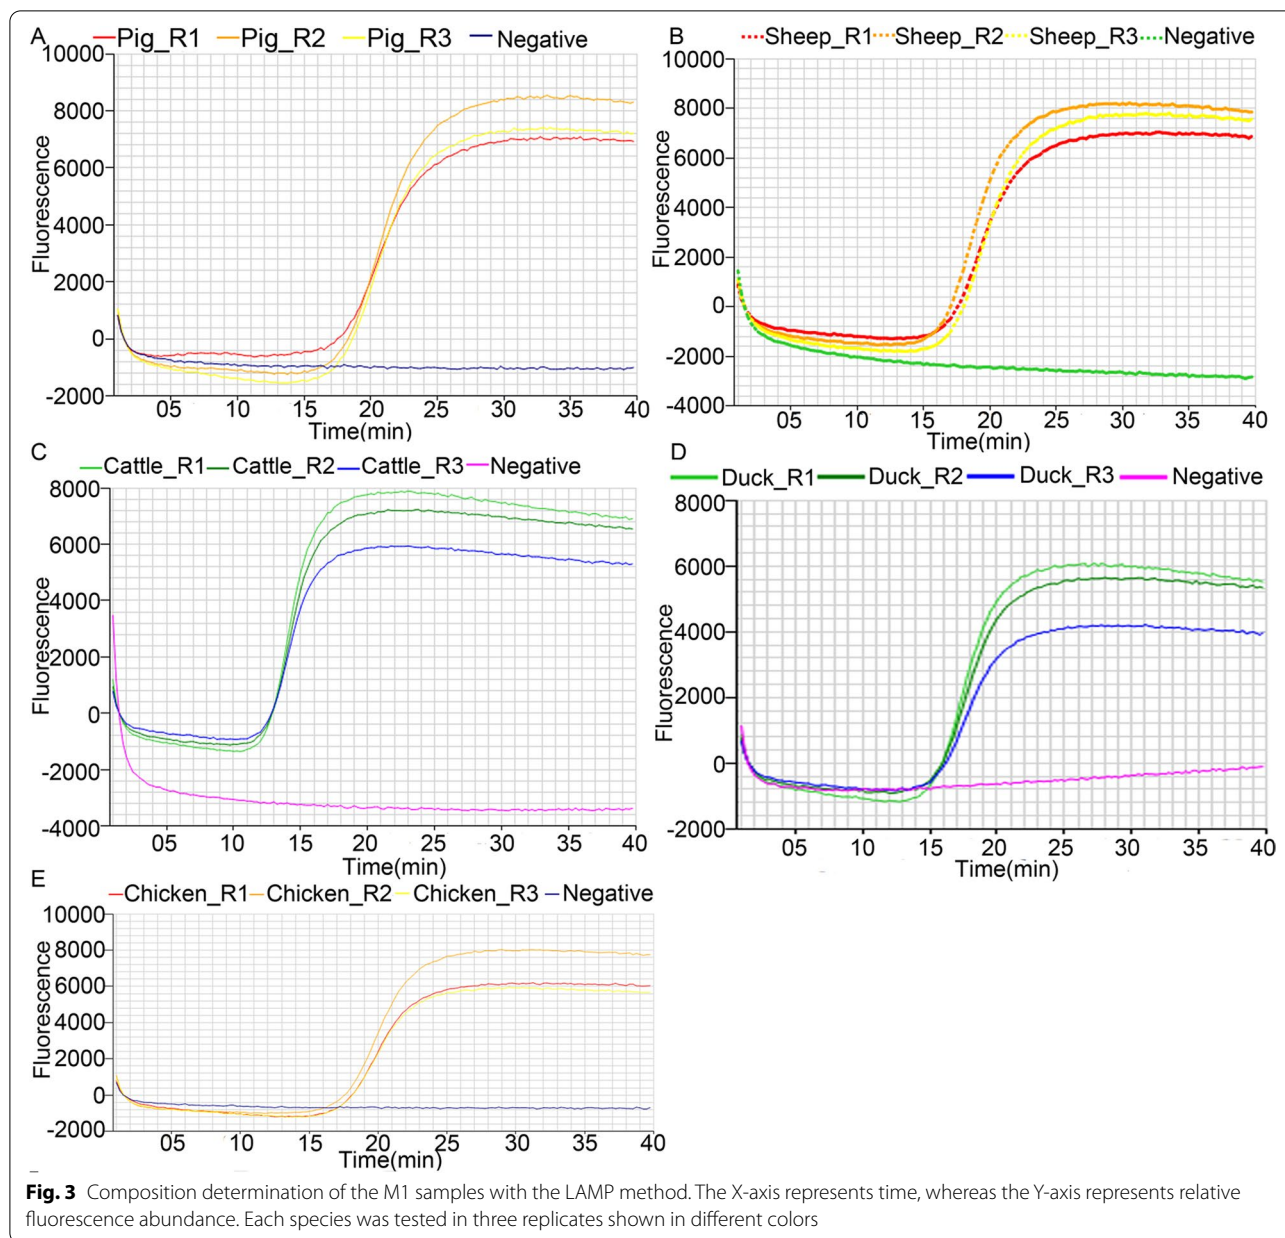 A
Pig_R1 Pig_R2 Pig_R3 Negative
10000
8000
6000
4000
2000
0
-2000
Fluorescence
05 10 15 20 25 30 35 40
Time(min)
B
Sheep_R1 Sheep_R2 Sheep_R3 Negative
10000
8000
6000
4000
2000
0
-2000
-4000
Fluorescence
05 10 15 20 25 30 35 40
Time(min)
C
Cattle_R1 Cattle_R2 Cattle_R3 Negative
8000
6000
4000
2000
0
-2000
-4000
Fluorescence
05 10 15 20 25 30 35 40
Time(min)
D
Duck_R1 Duck_R2 Duck_R3 Negative
8000
6000
4000
2000
0
-2000
Fluorescence
05 10 15 20 25 30 35 40
Time(min)
E
Chicken_R1 Chicken_R2 Chicken_R3 Negative
10000
8000
6000
4000
2000
0
-2000
Fluorescence
05 10 15 20 25 30 35 40
Time(min)
Fig. 3 Composition determination of the M1 samples with the LAMP method. The X-axis represents time, whereas the Y-axis represents relative
fluorescence abundance. Each species was tested in three replicates shown in different colors